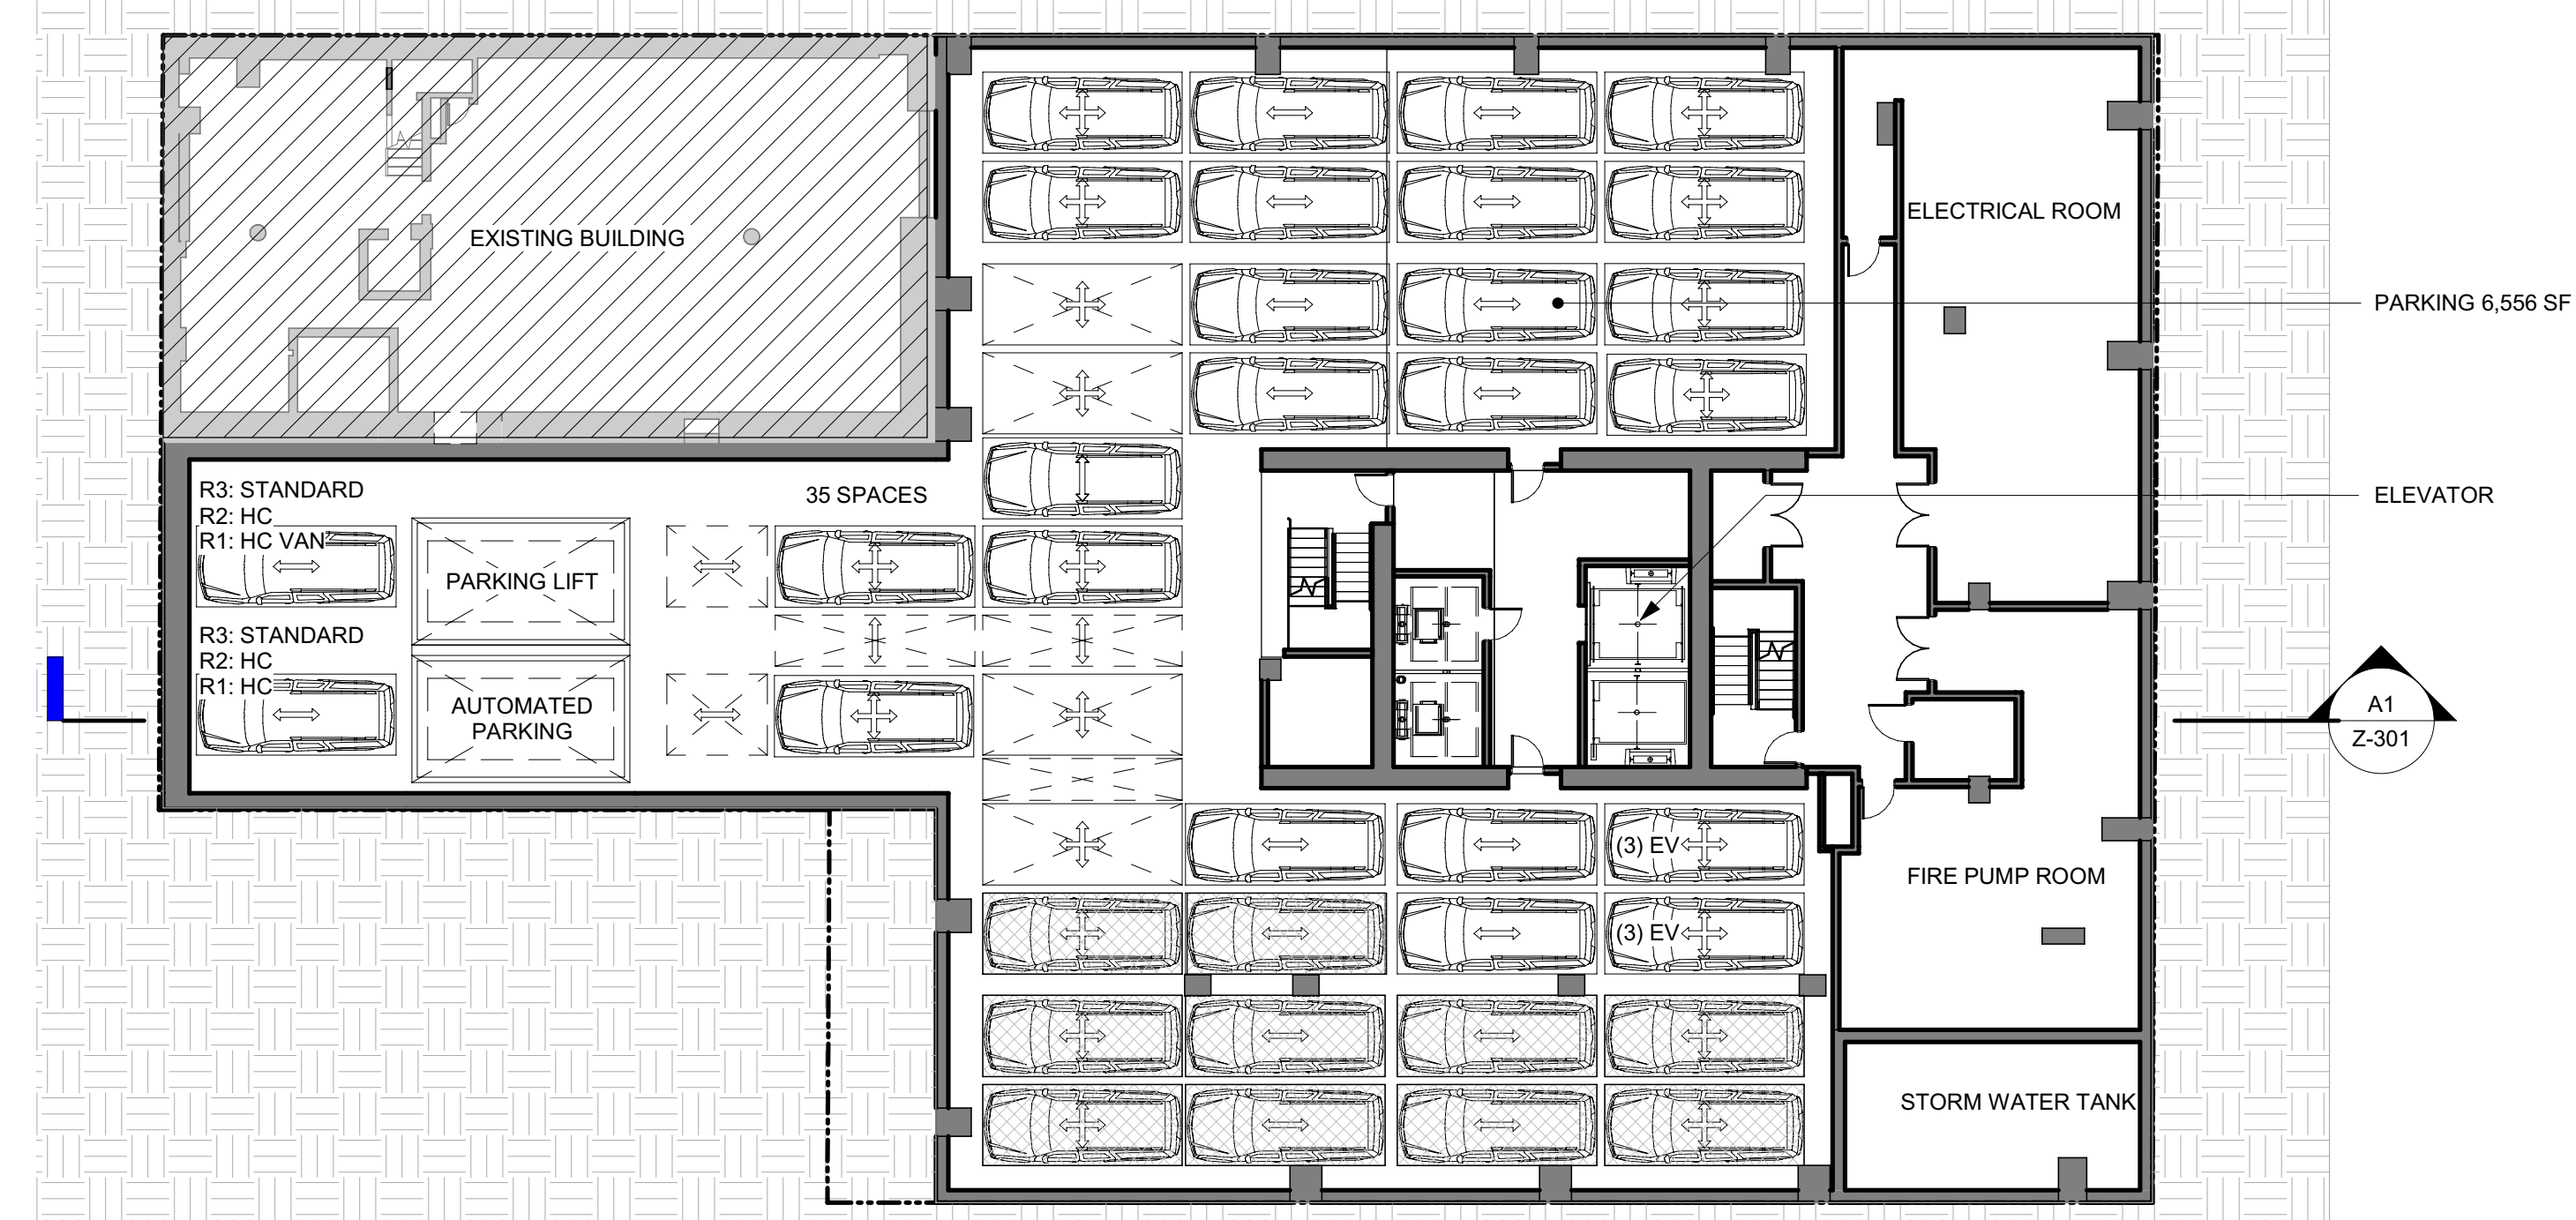 ELECTRICAL ROOM
EXISTING BUILDING
PARKING 6,556 SF
R3: STANDARD
R2: HC
R1: HC VAN
35 SPACES
ELEVATOR
PARKING LIFT
R3: STANDARD
R2: HC
R1: HC
AUTOMATED
PARKING
A1
Z-301
(3) EV
FIRE PUMP ROOM
(3) EV
STORM WATER TANK